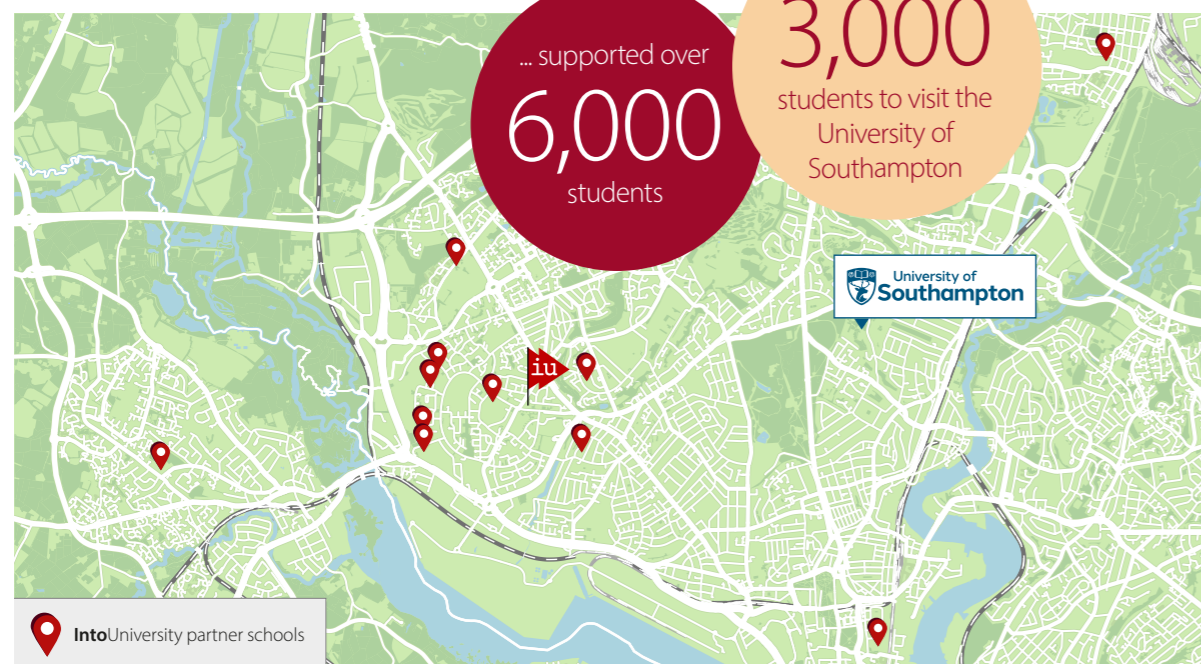 ... supported over
6,000
students
3,000
students to visit the
University of
Southampton
University of
Southampton
iu
IntoUniversity partner schools